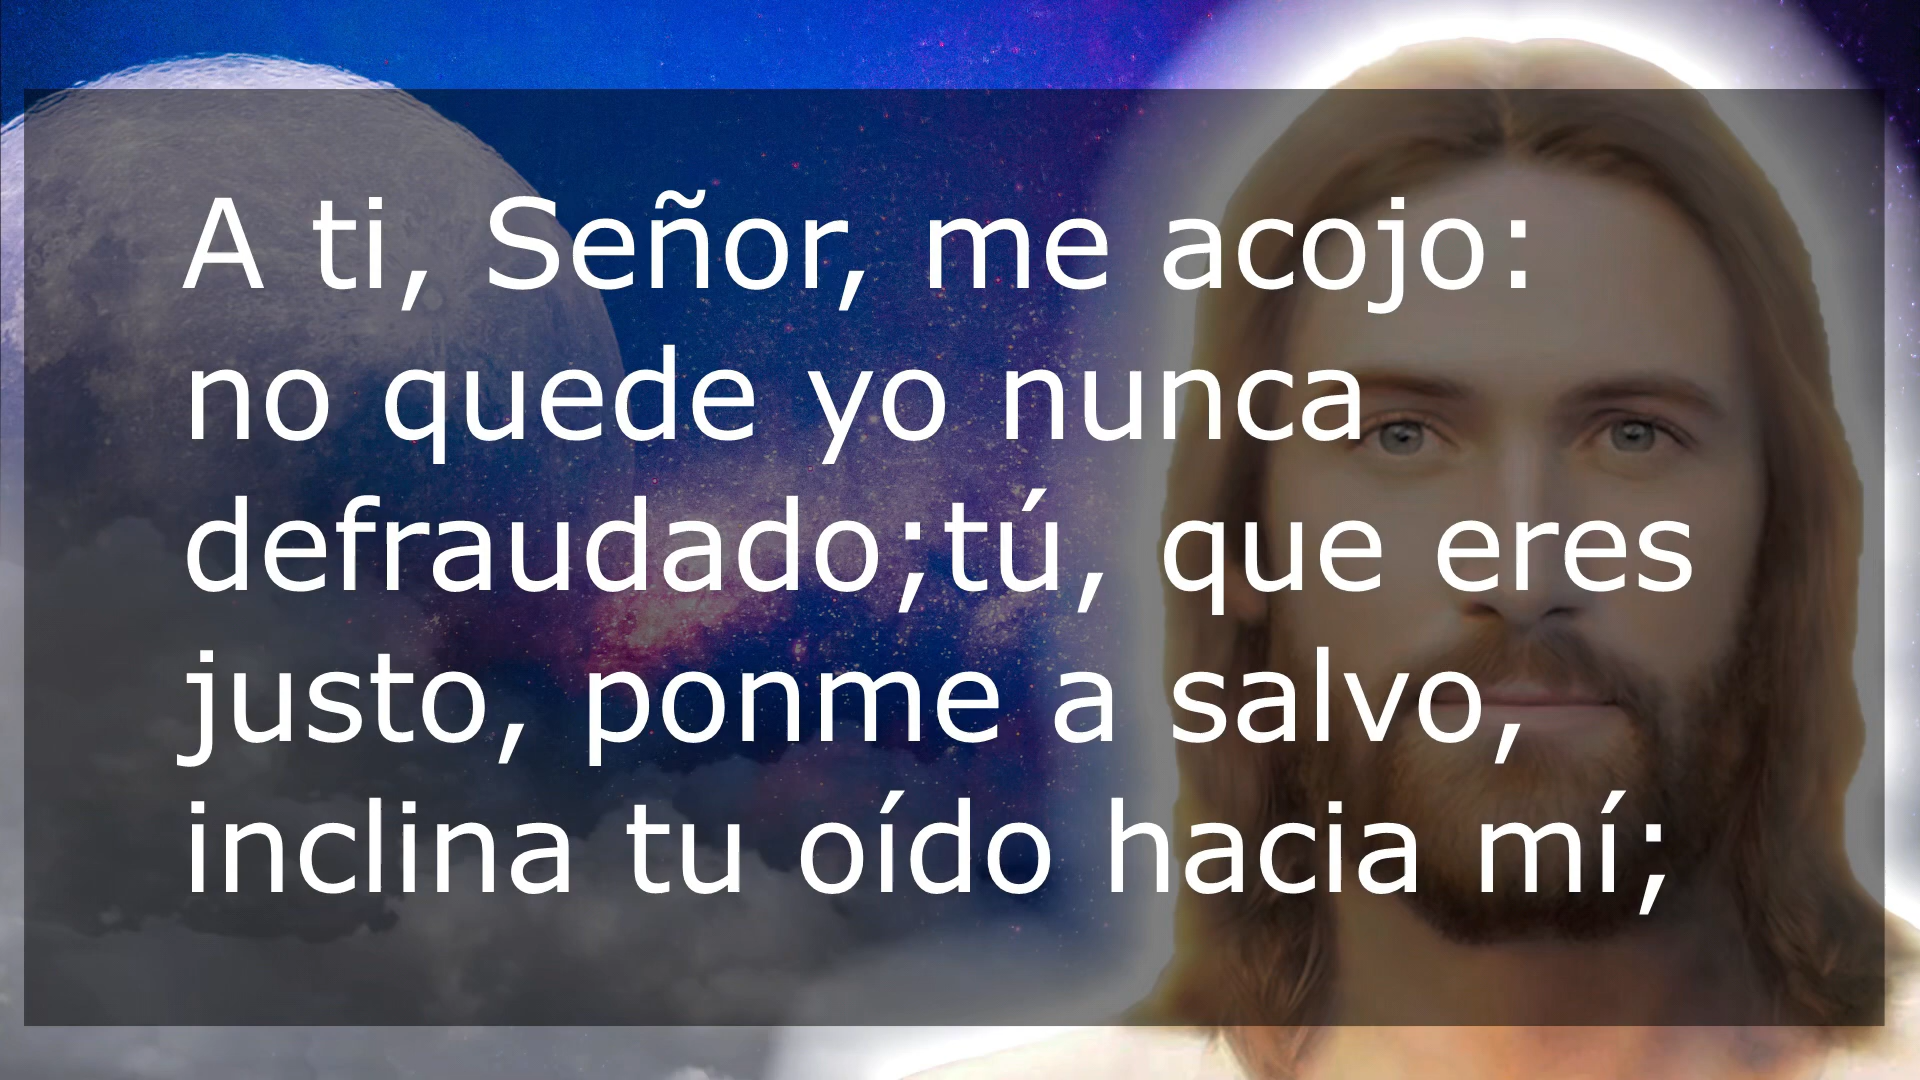 A ti, Señor, me acojo:
no quede yo nunca
defraudado;tú, que eres
justo, ponme a salvo,
inclina tu oído hacia mí;